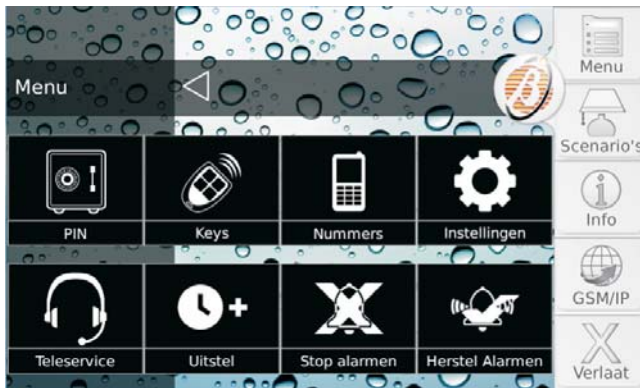 Menu
PIN
Keys
Nummers
Instellingen
Teleservice
Uitstel
Stop alarmen
Herstel Alarmen
Menu
Scenario's
Info
GSM/IP
Verlaat